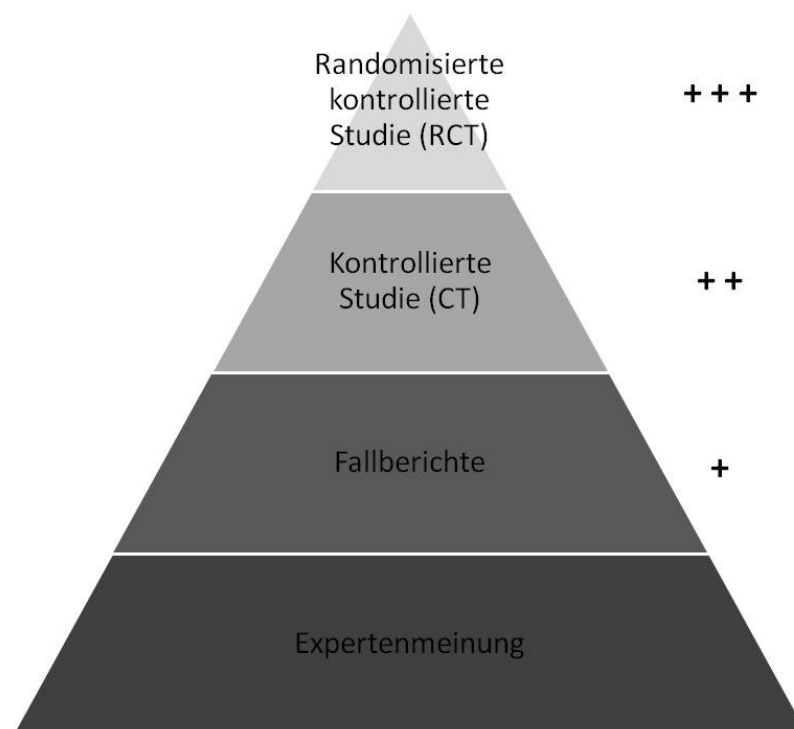 Randomisierte
kontrollierte
Studie (RCT)
+ + +
Kontrollierte
Studie (CT)
+ +
Fallberichte
+
Expertenmeinung